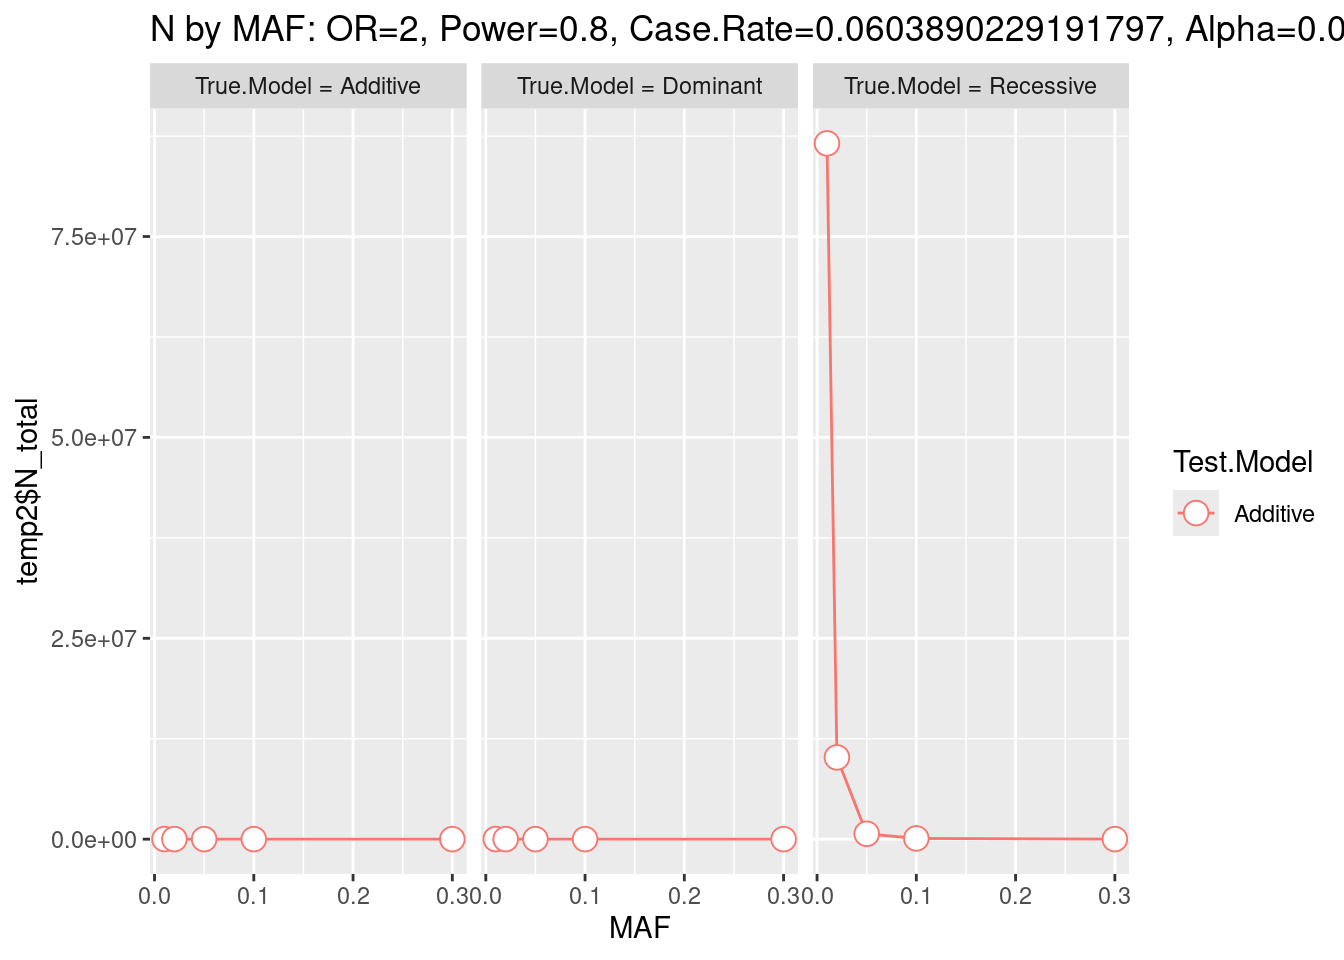 N by MAF: OR=2, Power=0.8, Case.Rate=0.0603890229191797, Alpha=0.0
True.Model = Additive
True.Model = Dominant
True.Model = Recessive
7.5e+07
5.0e+07
2.5e+07
0.0e+00
temp2$N_total
0.0 0.1 0.2 0.3
0.0 0.1 0.2 0.3
0.0 0.1 0.2 0.3
MAF
Test.Model
Additive